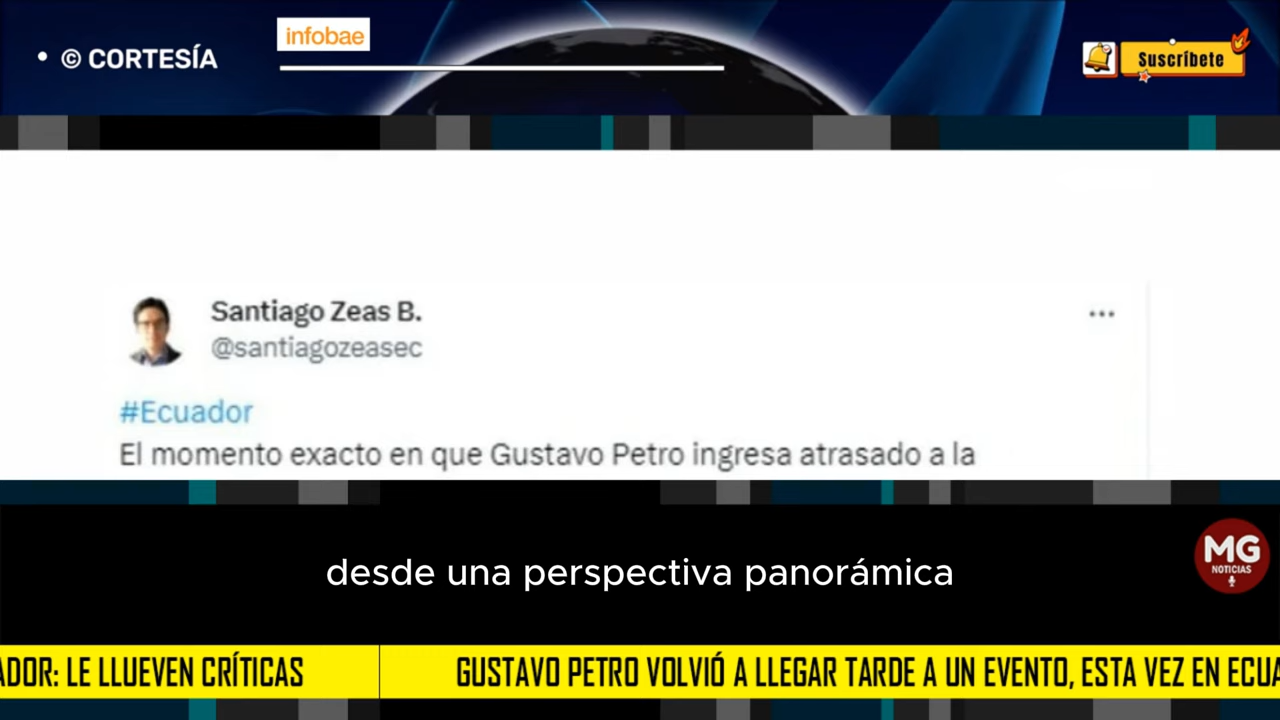 • © CORTESÍA
infobae
Suscríbete
Santiago Zeas B.
@santiagozeasec
#Ecuador
El momento exacto en que Gustavo Petro ingresa atrasado a la
desde una perspectiva panorámica
MG
NOTICIAS
ADOR: LE LLUEVEN CRÍTICAS
GUSTAVO PETRO VOLVIÓ A LLEGAR TARDE A UN EVENTO, ESTA VEZ EN ECUA